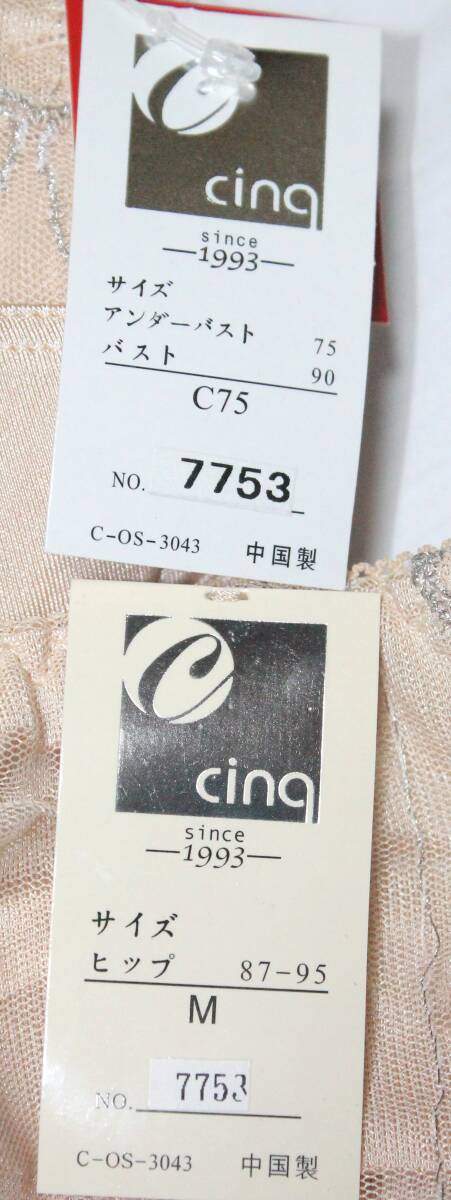 cinq
since
—1993—
サイズ
アンダーバスト 75
バスト 90
C75
NO. 7753
C-OS-3043 中国製
cinq
since
—1993—
サイズ
ヒップ 87-95
M
NO. 7753
C-OS-3043 中国製